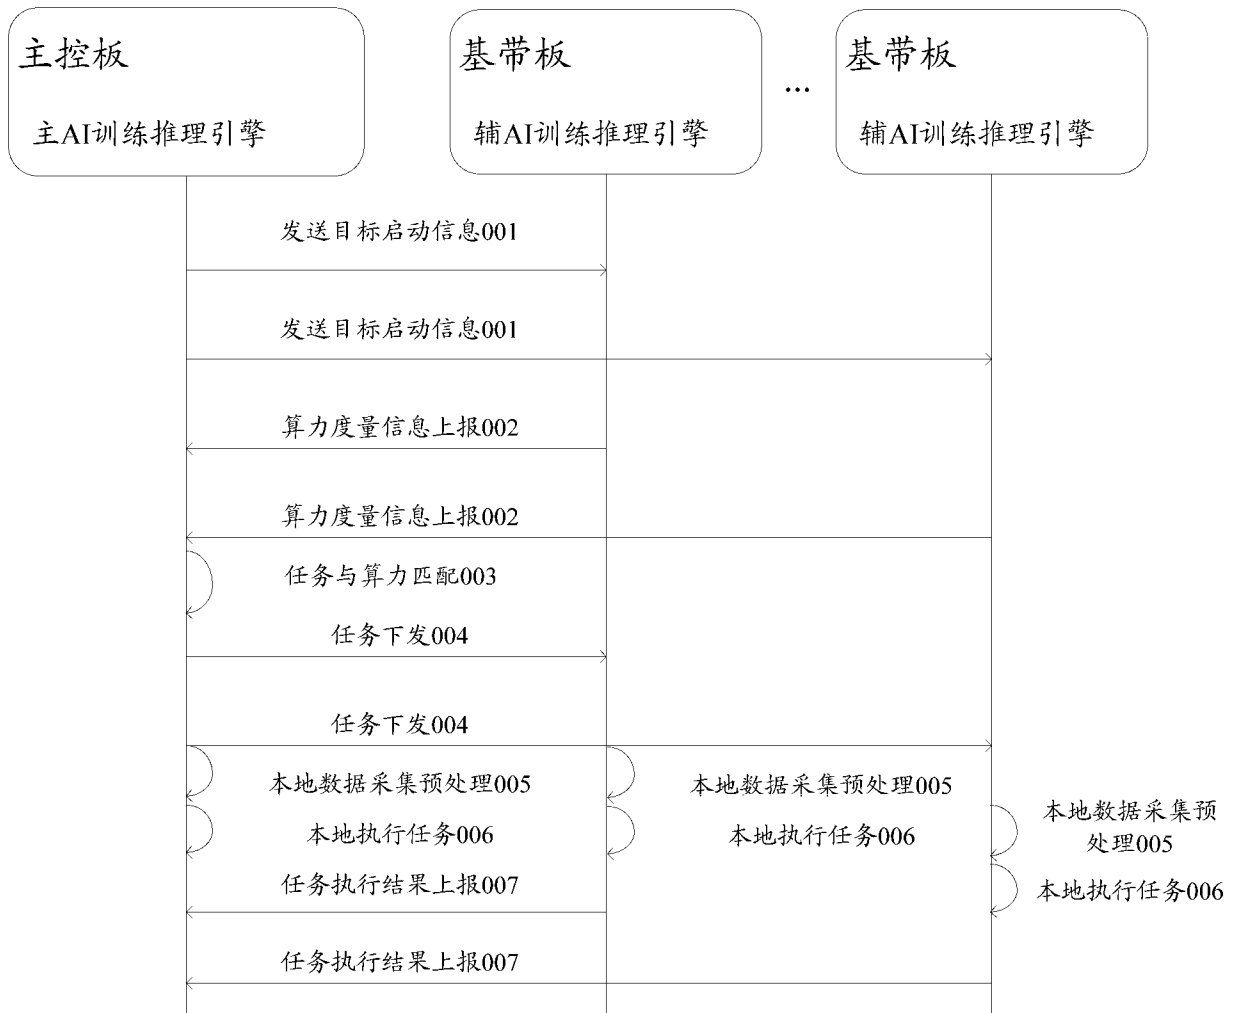 主控板
主AI训练推理引擎
基带板
辅AI训练推理引擎
...
基带板
辅AI训练推理引擎
发送目标启动信息001
发送目标启动信息001
算力度量信息上报002
算力度量信息上报002
任务与算力匹配003
任务下发004
任务下发004
本地数据采集预处理005
本地数据采集预处理005
本地数据采集预
处理005
本地执行任务006
本地执行任务006
本地执行任务006
任务执行结果上报007
任务执行结果上报007